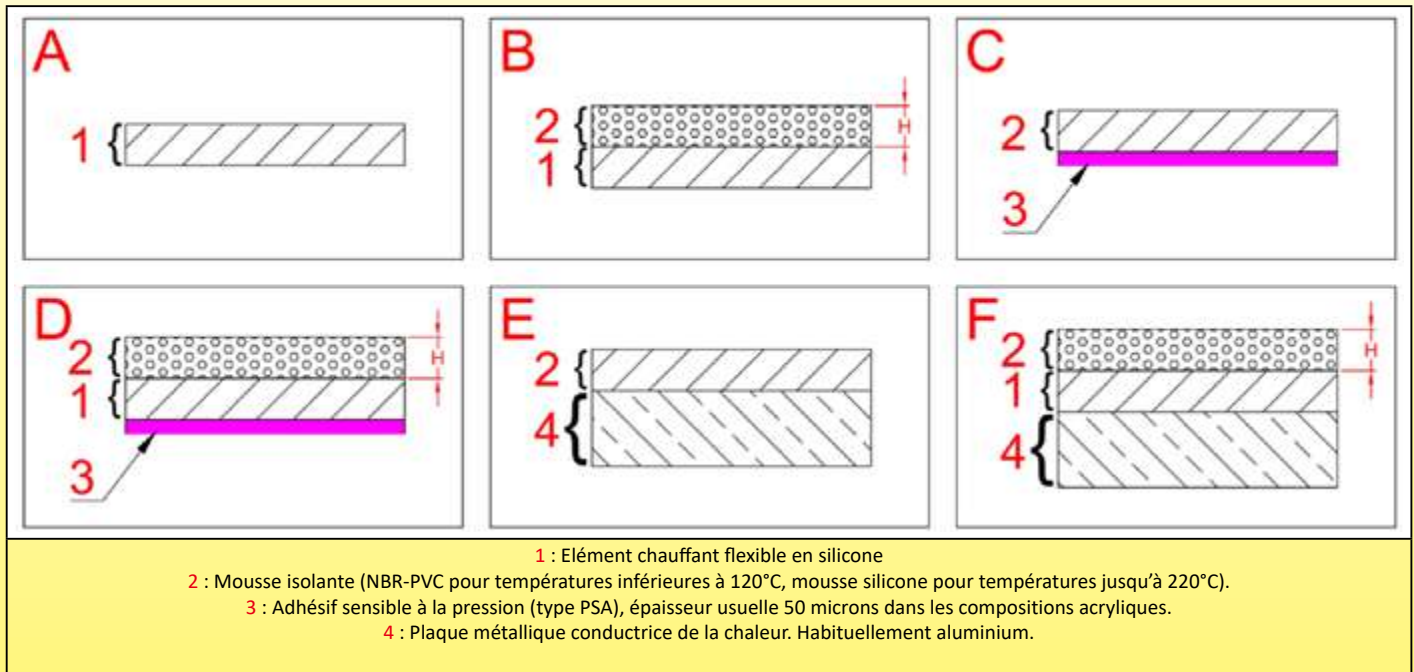 A
1
B
2
1
H
C
2
3
D
2
1
H
3
E
2
4
F
2
1
4
H
1 : Elément chauffant flexible en silicone
2 : Mousse isolante (NBR-PVC pour températures inférieures à 120°C, mousse silicone pour températures jusqu'à 220°C).
3 : Adhésif sensible à la pression (type PSA), épaisseur usuelle 50 microns dans les compositions acryliques.
4 : Plaque métallique conductrice de la chaleur. Habituellement aluminium.